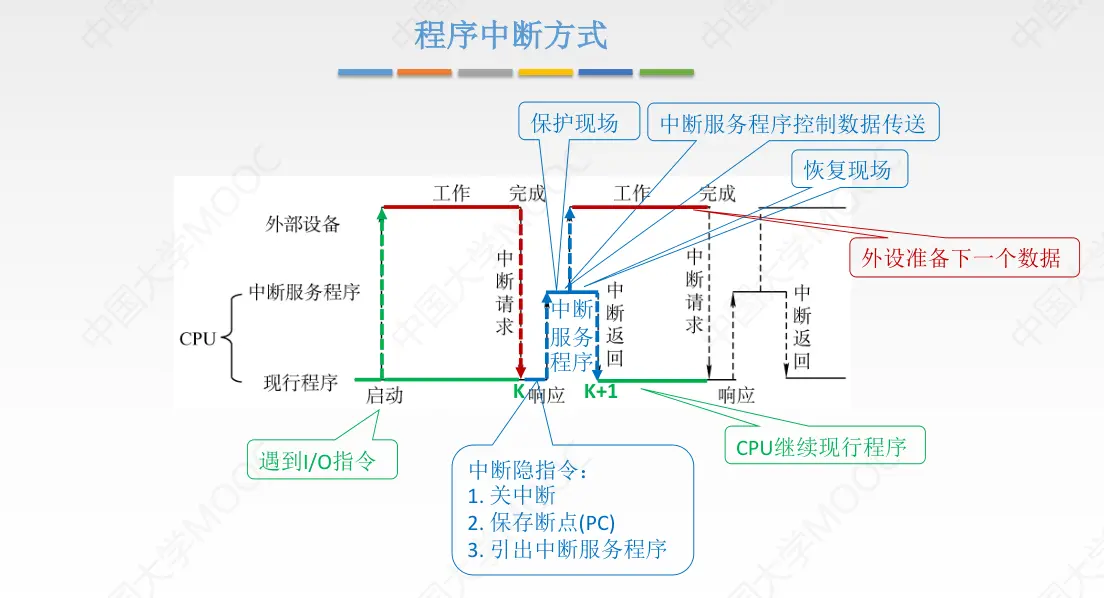 程序中断方式
保护现场
中断服务程序控制数据传送
恢复现场
工作
完成
工作
完成
外部设备
外设准备下一个数据
中断请求
中断请求
中断服务程序
中断服务程序
中断返回
中断返回
CPU
现行程序
启动
K
响应
K+1
响应
遇到I/O指令
CPU继续现行程序
中断隐指令:
1. 关中断
2. 保存断点(PC)
3. 引出中断服务程序
中国大学MOOC